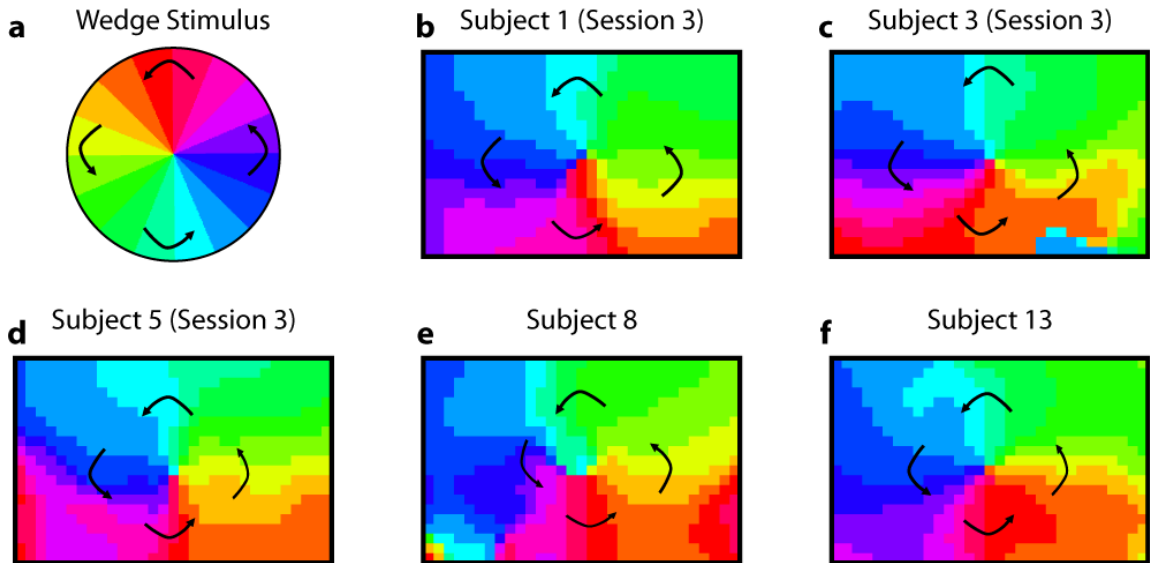 a Wedge Stimulus
b Subject 1 (Session 3)
c Subject 3 (Session 3)
d Subject 5 (Session 3)
e Subject 8
f Subject 13